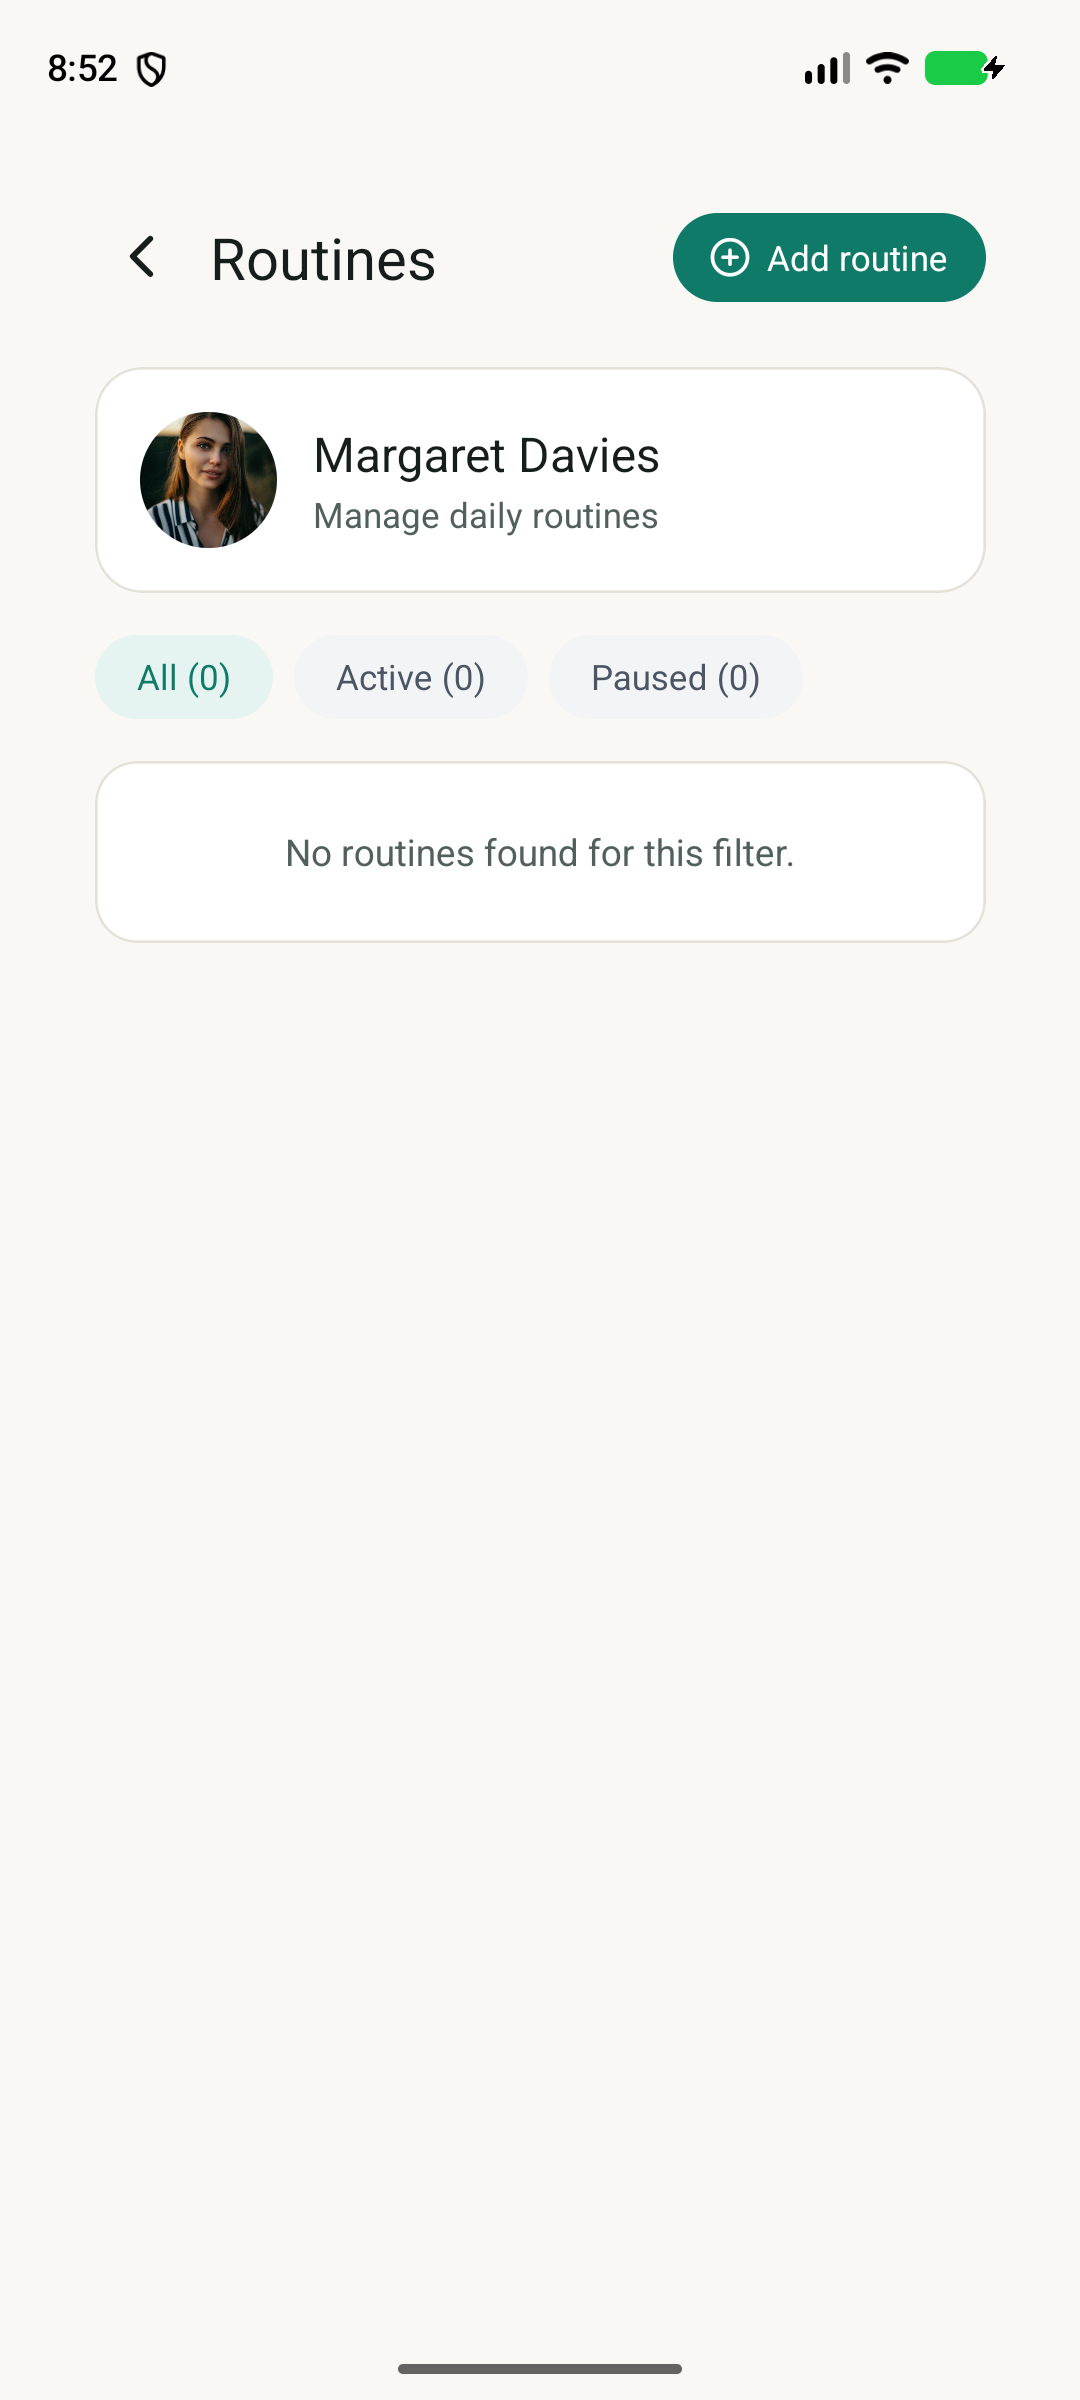 8:52
Routines
Add routine
Margaret Davies
Manage daily routines
All (0)
Active (0)
Paused (0)
No routines found for this filter.